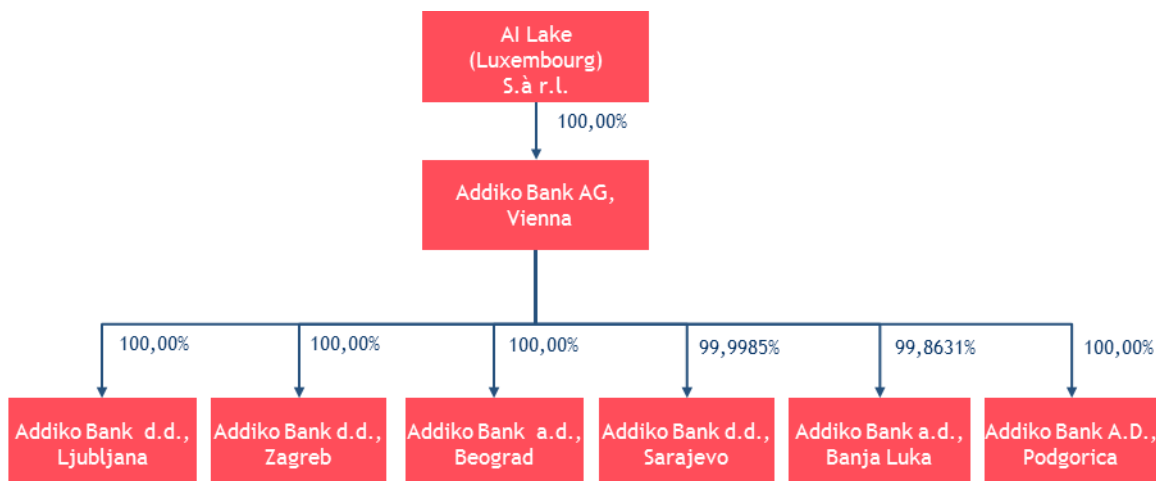 AI Lake
(Luxembourg)
S.à r.l.
100,00%
Addiko Bank AG,
Vienna
100,00%
100,00%
100,00%
99,9985%
99,8631%
100,00%
Addiko Bank d.d.,
Ljubljana
Addiko Bank d.d.,
Zagreb
Addiko Bank a.d.,
Beograd
Addiko Bank d.d.,
Sarajevo
Addiko Bank a.d.,
Banja Luka
Addiko Bank A.D.,
Podgorica